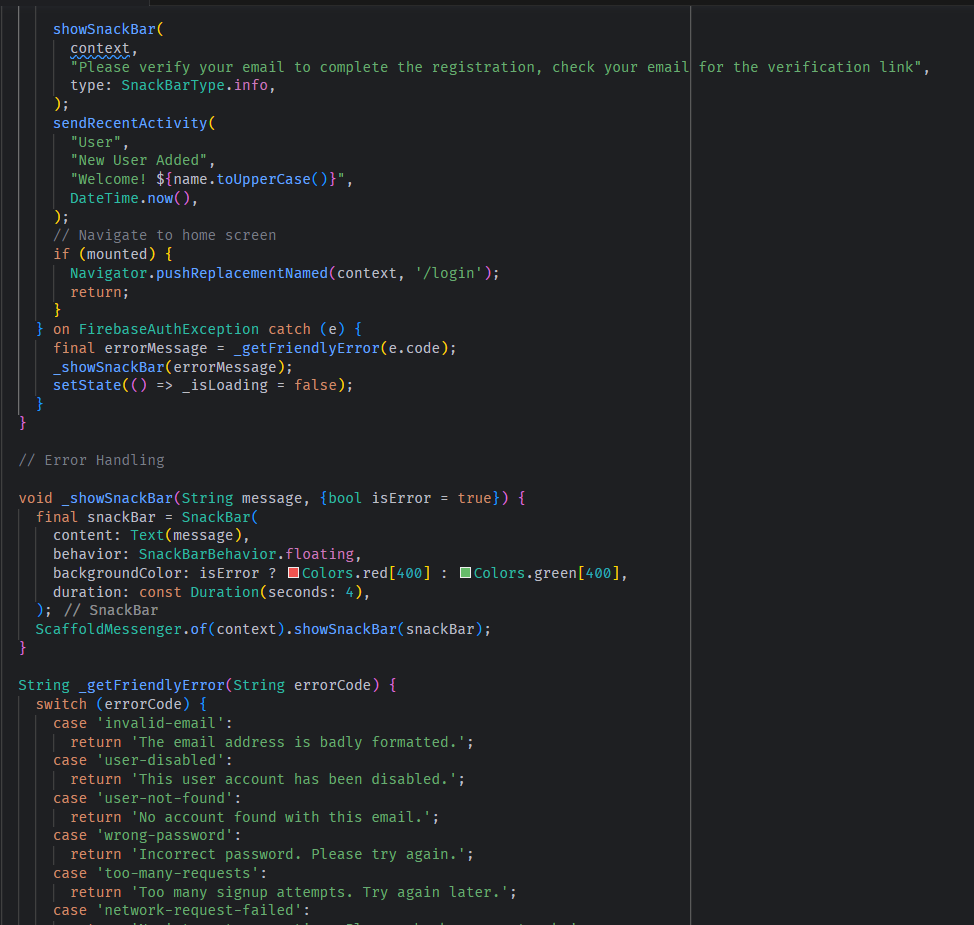 showSnackBar(
context,
"Please verify your email to complete the registration, check your email for the verification link",
type: SnackBarType.info,
);
sendRecentActivity(
"User",
"New User Added",
"Welcome! ${name.toUpperCase()}",
DateTime.now(),
);
// Navigate to home screen
if (mounted) {
Navigator.pushReplacementNamed(context, '/login');
return;
}
} on FirebaseAuthException catch (e) {
final errorMessage = _getFriendlyError(e.code);
_showSnackBar(errorMessage);
setState(() => _isLoading = false);
}
}
// Error Handling
void _showSnackBar(String message, {bool isError = true}) {
final snackBar = SnackBar(
content: Text(message),
behavior: SnackBarBehavior.floating,
backgroundColor: isError ? Colors.red[400] : Colors.green[400],
duration: const Duration(seconds: 4),
); // SnackBar
ScaffoldMessenger.of(context).showSnackBar(snackBar);
}
String _getFriendlyError(String errorCode) {
switch (errorCode) {
case 'invalid-email':
return 'The email address is badly formatted.';
case 'user-disabled':
return 'This user account has been disabled.';
case 'user-not-found':
return 'No account found with this email.';
case 'wrong-password':
return 'Incorrect password. Please try again.';
case 'too-many-requests':
return 'Too many signup attempts. Try again later.';
case 'network-request-failed':